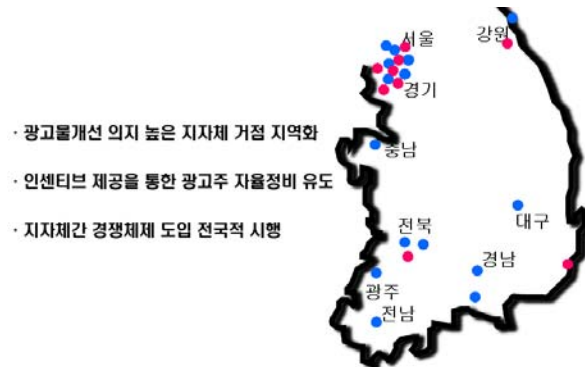 서울
강원
경기
· 광고물개선 의지 높은 지자체 거점 지역화
충남
· 인센티브 제공을 통한 광고주 자율정비 유도
대구
· 지자체간 경쟁체제 도입 전국적 시행
전북
경남
광주
전남